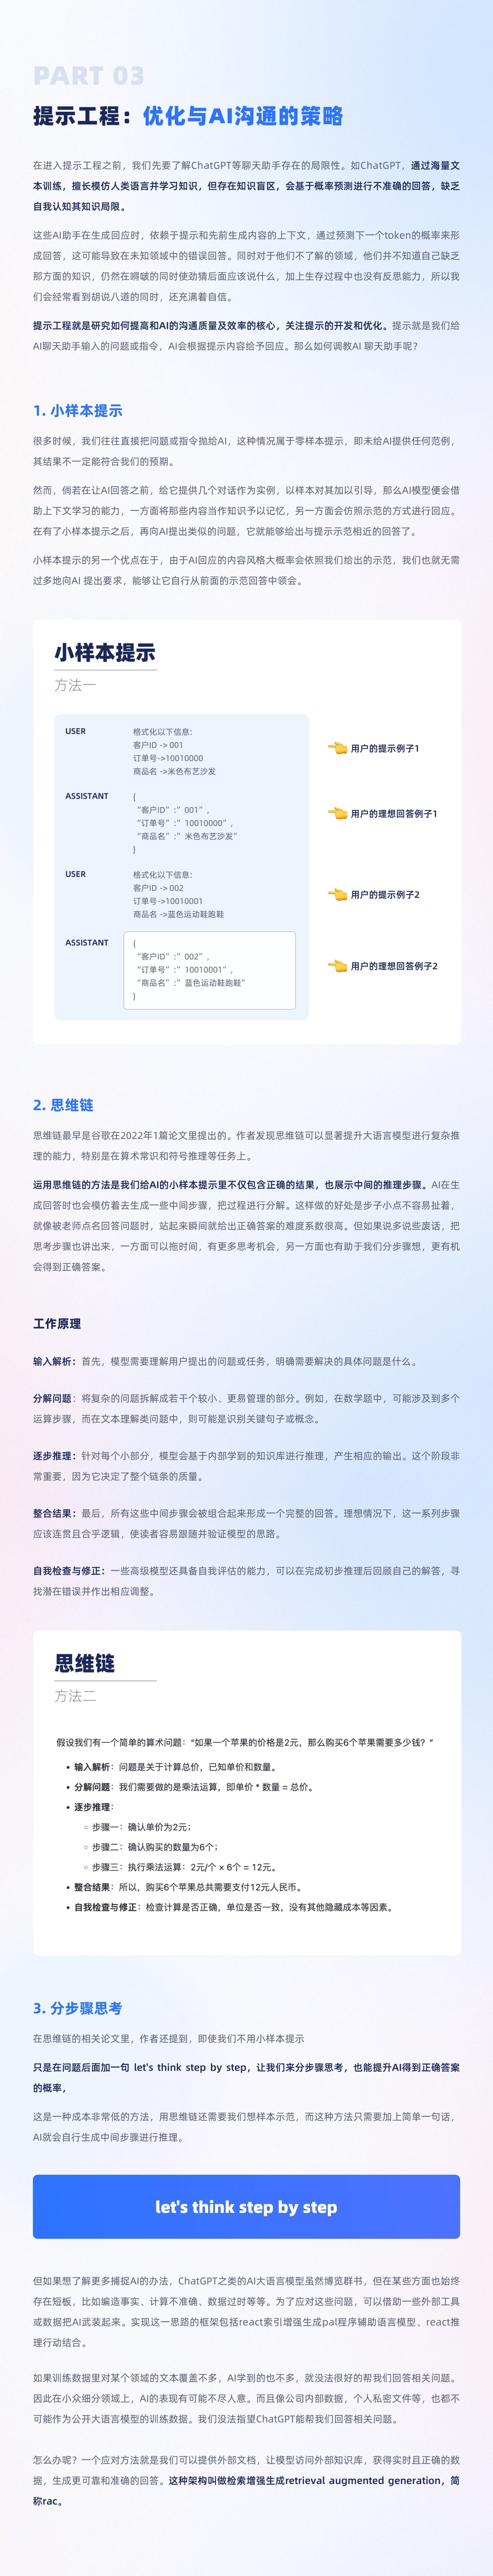 PART 03
提示工程：优化与AI沟通的策略
在进入提示工程之前，我们先要了解ChatGPT等聊天助手存在的局限性。如ChatGPT，通过海量文
本训练，擅长模仿人类语言并学习知识，但存在知识盲区，会基于概率预测进行不准确的回答，缺乏
自我认知其知识局限。
这些AI助手在生成回应时，依赖于提示和先前生成内容的上下文，通过预测下一个token的概率来形
成回答，这可能导致在未知领域中的错误回答。同时对于他们不了解的领域，他们并不知道自己缺乏
那方面的知识，仍然在嘚啵的同时使劲猜后面应该说什么，加上生存过程中也没有反思能力，所以我
们会经常看到胡说八道的同时，还充满着自信。
提示工程就是研究如何提高和AI的沟通质量及效率的核心，关注提示的开发和优化。提示就是我们给
AI聊天助手输入的问题或指令，AI会根据提示内容给予回应。那么如何调教AI 聊天助手呢？
1. 小样本提示
很多时候，我们往往直接把问题或指令抛给AI，这种情况属于零样本提示，即未给AI提供任何范例，
其结果不一定能符合我们的预期。
然而，倘若在让AI回答之前，给它提供几个对话作为实例，以样本对其加以引导，那么AI模型便会借
助上下文学习的能力，一方面将那些内容当作知识予以记忆，另一方面会仿照示范的方式进行回应。
在有了小样本提示之后，再向AI提出类似的问题，它就能够给出与提示示范相近的回答了。
小样本提示的另一个优点在于，由于AI回应的内容风格大概率会依照我们给出的示范，我们也就无需
过多地向AI 提出要求，能够让它自行从前面的示范回答中领会。
小样本提示
方法一
USER
格式化以下信息：
客户ID -> 001
订单号->10010000
商品名 ->米色布艺沙发
👈 用户的提示例子1
ASSISTANT
{
“客户ID”:”001”,
“订单号”:”10010000”,
“商品名”:”米色布艺沙发”
}
👈 用户的理想回答例子1
USER
格式化以下信息：
客户ID -> 002
订单号->10010001
商品名 ->蓝色运动鞋跑鞋
👈 用户的提示例子2
ASSISTANT
{
“客户ID”:”002”,
“订单号”:”10010001”,
“商品名”:”蓝色运动鞋跑鞋”
}
👈 用户的理想回答例子2
2. 思维链
思维链最早是谷歌在2022年1篇论文里提出的。作者发现思维链可以显著提升大语言模型进行复杂推
理的能力，特别是在算术常识和符号推理等任务上。
运用思维链的方法是我们给AI的小样本提示里不仅包含正确的结果，也展示中间的推理步骤。AI在生
成回答时也会模仿着去生成一些中间步骤，把过程进行分解。这样做的好处是步子小点不容易扯着，
就像被老师点名回答问题时，站起来瞬间就给出正确答案的难度系数很高。但如果说多说些废话，把
思考步骤也讲出来，一方面可以拖时间，有更多思考机会，另一方面也有助于我们分步骤想，更有机
会得到正确答案。
工作原理
输入解析：首先，模型需要理解用户提出的问题或任务，明确需要解决的具体问题是什么。
分解问题：将复杂的问题拆解成若干个较小、更易管理的部分。例如，在数学题中，可能涉及到多个
运算步骤，而在文本理解类问题中，则可能是识别关键句子或概念。
逐步推理：针对每个小部分，模型会基于内部学到的知识库进行推理，产生相应的输出。这个阶段非
常重要，因为它决定了整个链条的质量。
整合结果：最后，所有这些中间步骤会被组合起来形成一个完整的回答。理想情况下，这一系列步骤
应该连贯且合乎逻辑，使读者容易跟随并验证模型的思路。
自我检查与修正：一些高级模型还具备自我评估的能力，可以在完成初步推理后回顾自己的解答，寻
找潜在错误并作出相应调整。
思维链
方法二
假设我们有一个简单的算术问题：“如果一个苹果的价格是2元，那么购买6个苹果需要多少钱？”
• 输入解析：问题是关于计算总价，已知单价和数量。
• 分解问题：我们需要做的是乘法运算，即单价 * 数量 = 总价。
• 逐步推理：
◦ 步骤一：确认单价为2元；
◦ 步骤二：确认购买的数量为6个；
◦ 步骤三：执行乘法运算：2元/个 × 6个 = 12元。
• 整合结果：所以，购买6个苹果总共需要支付12元人民币。
• 自我检查与修正：检查计算是否正确，单位是否一致，没有其他隐藏成本等因素。
3. 分步骤思考
在思维链的相关论文里，作者还提到，即使我们不用小样本提示
只是在问题后面加一句 let's think step by step，让我们来分步骤思考，也能提升AI得到正确答案
的概率，
这是一种成本非常低的方法，用思维链还需要我们想样本示范，而这种方法只需要加上简单一句话，
AI就会自行生成中间步骤进行推理。
let's think step by step
但如果想了解更多捕捉AI的办法，ChatGPT之类的AI大语言模型虽然博览群书，但在某些方面也始终
存在短板，比如编造事实、计算不准确、数据过时等等。为了应对这些问题，可以借助一些外部工具
或数据把AI武装起来。实现这一思路的框架包括react索引增强生成pal程序辅助语言模型、react推
理行动结合。
如果训练数据里对某个领域的文本覆盖不多，AI学到的也不多，就没法很好的帮我们回答相关问题。
因此在小众细分领域上，AI的表现有可能不尽人意。而且像公司内部数据，个人私密文件等，也都不
可能作为公开大语言模型的训练数据。我们没法指望ChatGPT能帮我们回答相关问题。
怎么办呢？一个应对方法就是我们可以提供外部文档，让模型访问外部知识库，获得实时且正确的数
据，生成更可靠和准确的回答。这种架构叫做检索增强生成retrieval augmented generation，简
称rac。